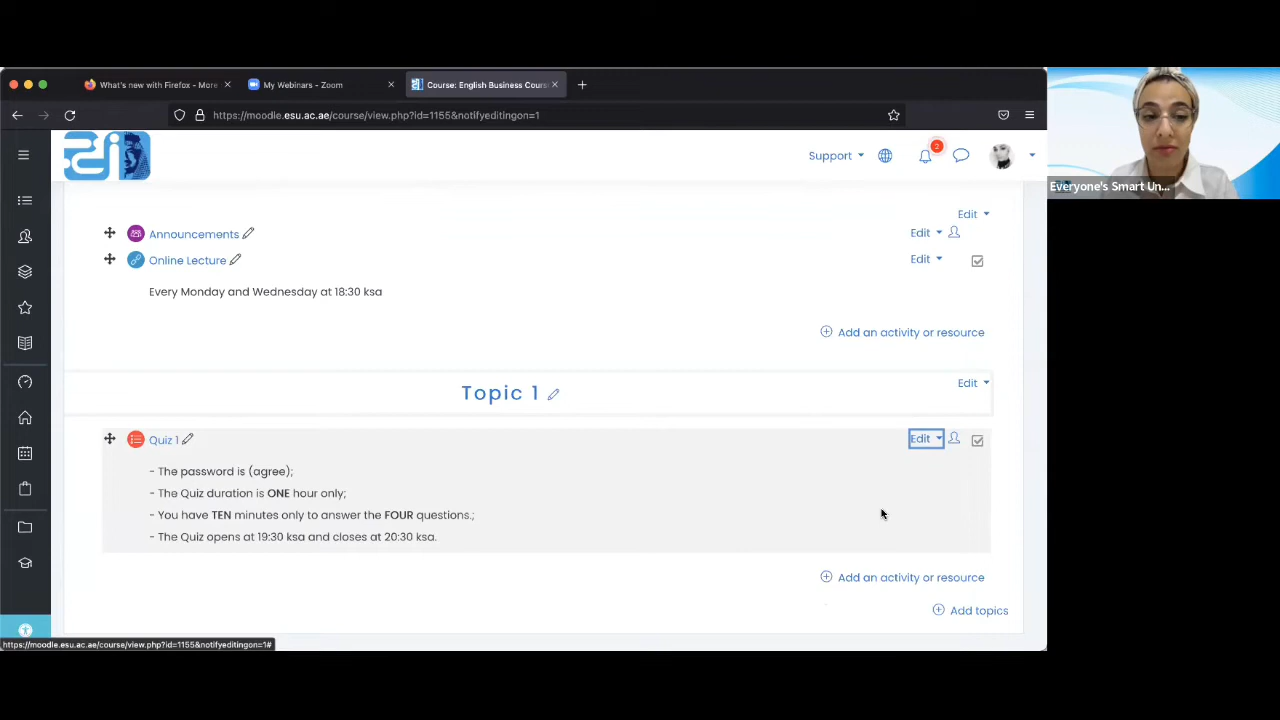 What's new with Firefox - More
My Webinars - Zoom
Course: English Business Cours
https://moodle.esu.ac.ae/course/view.php?id=1155&notifyeditingon=1
Support
2
Everyone's Smart Un...
Edit
Announcements
Edit
Online Lecture
Edit
Every Monday and Wednesday at 18:30 ksa
Add an activity or resource
Topic 1
Edit
Quiz 1
Edit
- The password is (agree);
- The Quiz duration is ONE hour only;
- You have TEN minutes only to answer the FOUR questions.;
- The Quiz opens at 19:30 ksa and closes at 20:30 ksa.
Add an activity or resource
Add topics
https://moodle.esu.ac.ae/course/view.php?id=1155&notifyeditingon=1#